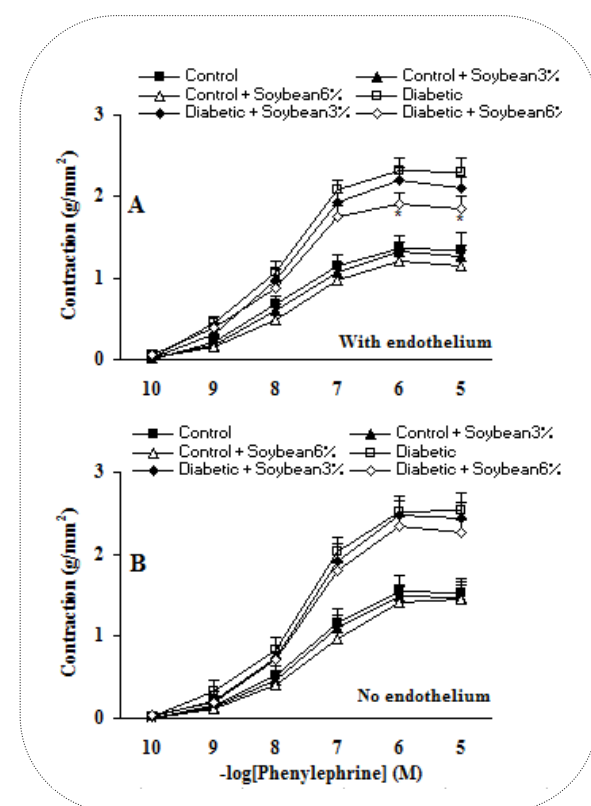 Control Control + Soybean3%
Control + Soybean6% Diabetic
Diabetic + Soybean3% Diabetic + Soybean6%
3
2
1
0
Contraction (g/mm²)
A
* *
With endothelium
10 9 8 7 6 5
Control Control + Soybean3%
Control + Soybean6% Diabetic
Diabetic + Soybean3% Diabetic + Soybean6%
3
2
1
0
Contraction (g/mm²)
B
No endothelium
10 9 8 7 6 5
-log[Phenylephrine] (M)